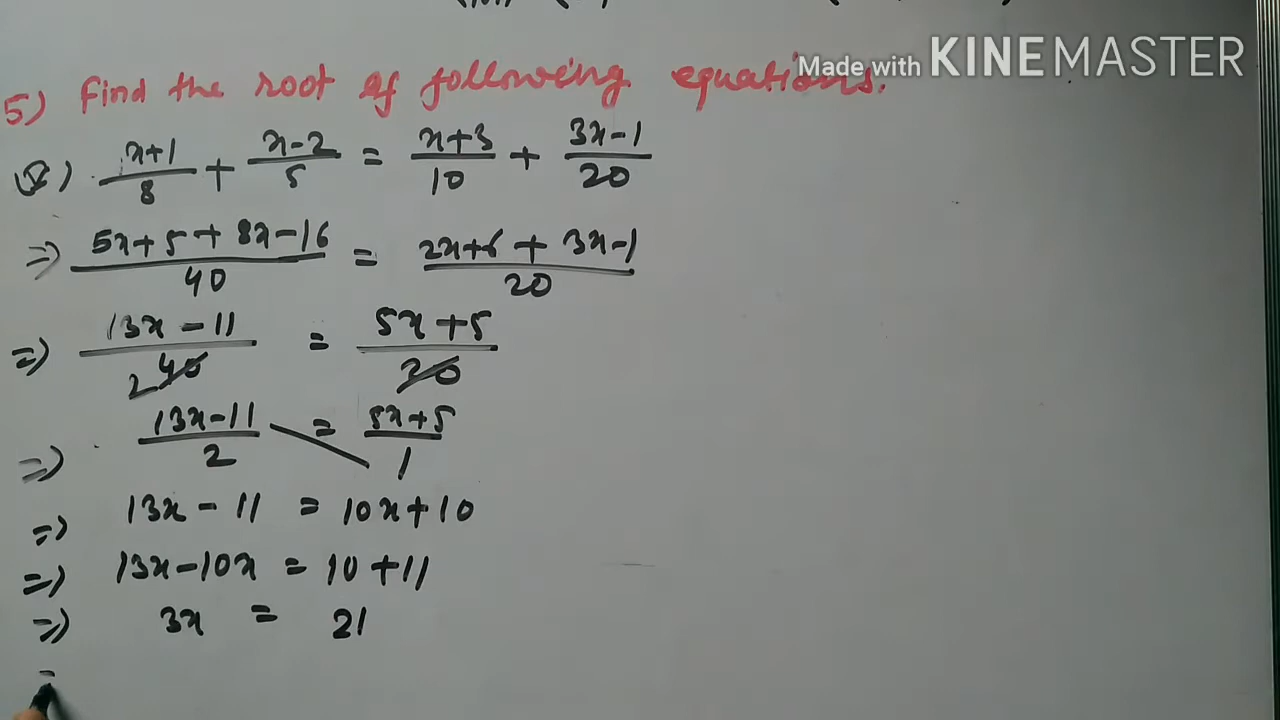 Made with KINEMASTER
5) Find the root of following equations.
x+1/8 + x-2/5 = x+3/10 + 3x-1/20
=> 5x+5+8x-16/40 = 2x+6+3x-1/20
=> 13x-11/2 40 = 5x+5/20
=> 13x-11/2 = 5x+5/1
=> 13x-11 = 10x+10
=> 13x-10x = 10+11
=> 3x = 21